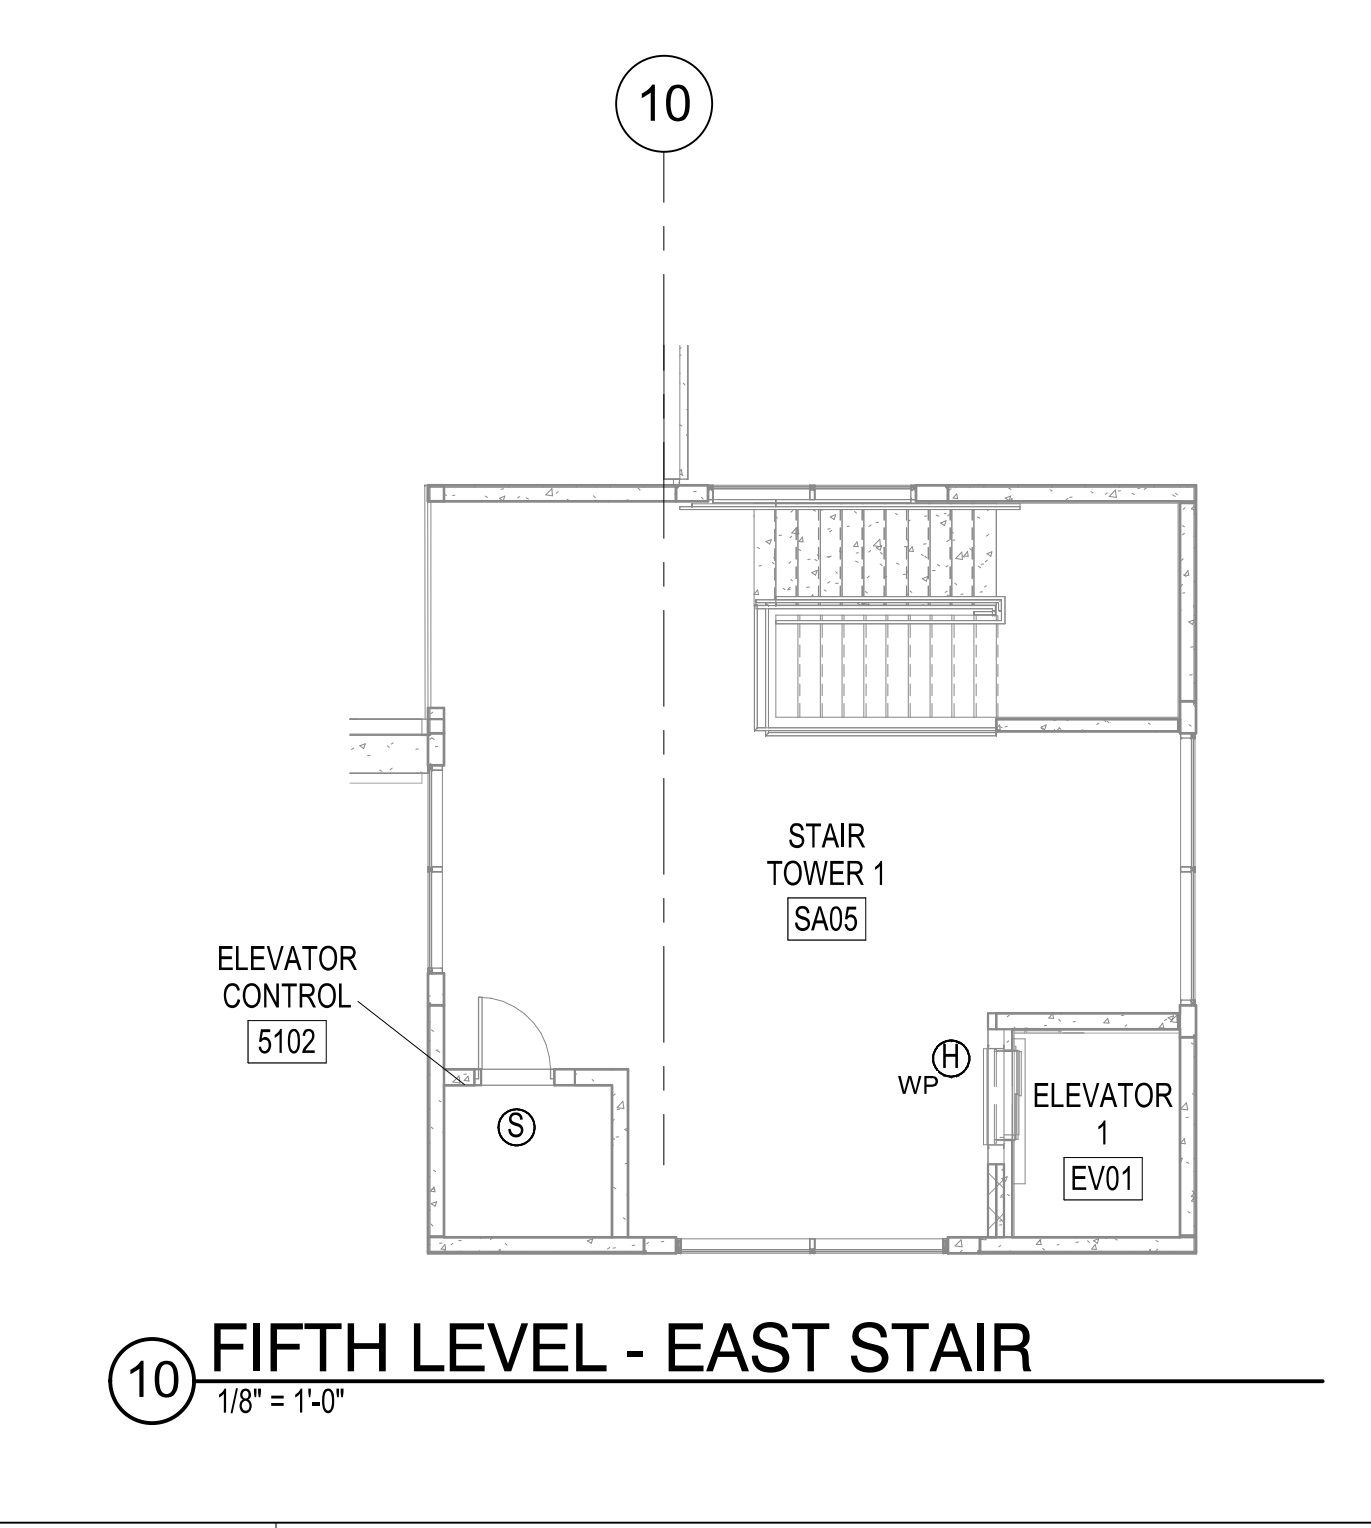 10
STAIR
TOWER 1
SA05
ELEVATOR
CONTROL
5102
S
H
WP
ELEVATOR
1
EV01
10
FIFTH LEVEL - EAST STAIR
1/8" = 1'-0"